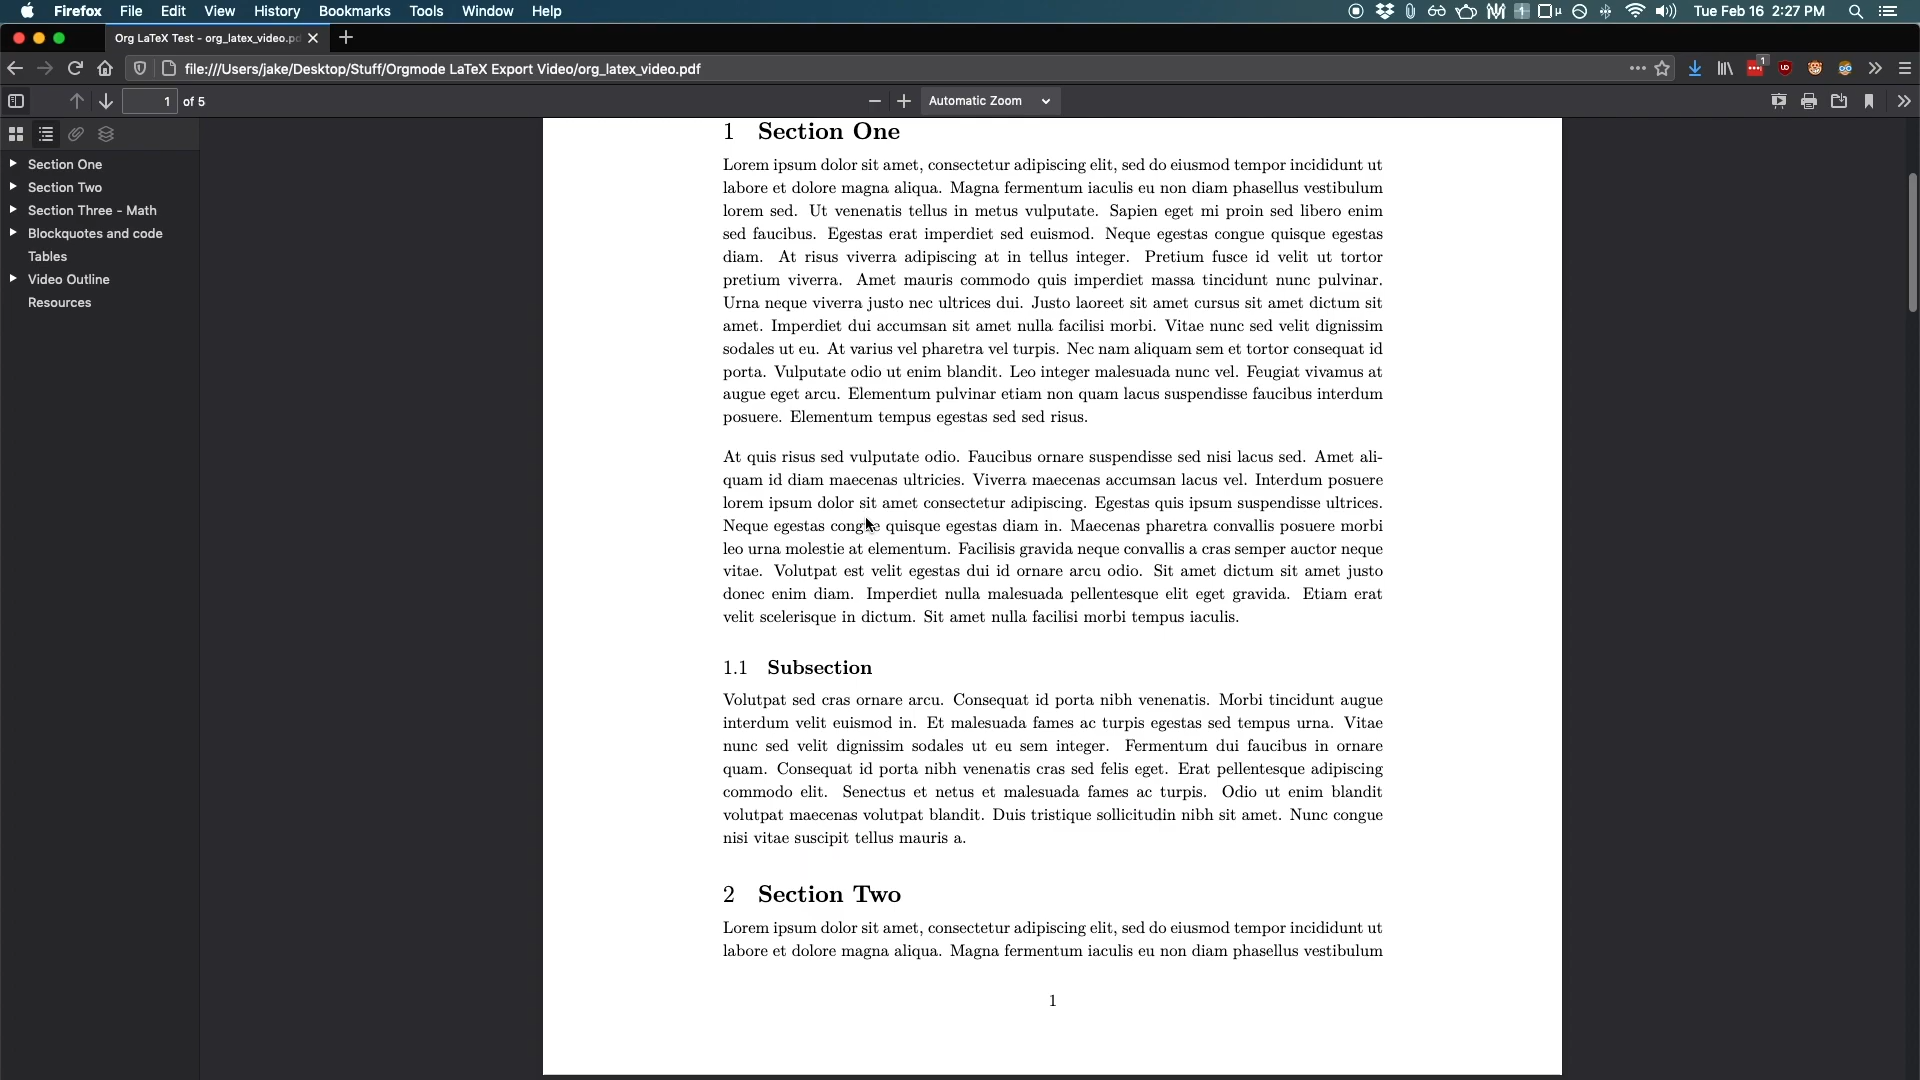 Firefox File Edit View History Bookmarks Tools Window Help
1
Tue Feb 16 2:27 PM
Org LaTeX Test - org_latex_video.pd
file:///Users/jake/Desktop/Stuff/Orgmode LaTeX Export Video/org_latex_video.pdf
1
1 of 5
Automatic Zoom
Section One
Section Two
Section Three - Math
Blockquotes and code
Tables
Video Outline
Resources
1 Section One
Lorem ipsum dolor sit amet, consectetur adipiscing elit, sed do eiusmod tempor incididunt ut
labore et dolore magna aliqua. Magna fermentum iaculis eu non diam phasellus vestibulum
lorem sed. Ut venenatis tellus in metus vulputate. Sapien eget mi proin sed libero enim
sed faucibus. Egestas erat imperdiet sed euismod. Neque egestas congue quisque egestas
diam. At risus viverra adipiscing at in tellus integer. Pretium fusce id velit ut tortor
pretium viverra. Amet mauris commodo quis imperdiet massa tincidunt nunc pulvinar.
Urna neque viverra justo nec ultrices dui. Justo laoreet sit amet cursus sit amet dictum sit
amet. Imperdiet dui accumsan sit amet nulla facilisi morbi. Vitae nunc sed velit dignissim
sodales ut eu. At varius vel pharetra vel turpis. Nec nam aliquam sem et tortor consequat id
porta. Vulputate odio ut enim blandit. Leo integer malesuada nunc vel. Feugiat vivamus at
augue eget arcu. Elementum pulvinar etiam non quam lacus suspendisse faucibus interdum
posuere. Elementum tempus egestas sed sed risus.
At quis risus sed vulputate odio. Faucibus ornare suspendisse sed nisi lacus sed. Amet ali-
quam id diam maecenas ultricies. Viverra maecenas accumsan lacus vel. Interdum posuere
lorem ipsum dolor sit amet consectetur adipiscing. Egestas quis ipsum suspendisse ultrices.
Neque egestas congue quisque egestas diam in. Maecenas pharetra convallis posuere morbi
leo urna molestie at elementum. Facilisis gravida neque convallis a cras semper auctor neque
vitae. Volutpat est velit egestas dui id ornare arcu odio. Sit amet dictum sit amet justo
donec enim diam. Imperdiet nulla malesuada pellentesque elit eget gravida. Etiam erat
velit scelerisque in dictum. Sit amet nulla facilisi morbi tempus iaculis.
1.1 Subsection
Volutpat sed cras ornare arcu. Consequat id porta nibh venenatis. Morbi tincidunt augue
interdum velit euismod in. Et malesuada fames ac turpis egestas sed tempus urna. Vitae
nunc sed velit dignissim sodales ut eu sem integer. Fermentum dui faucibus in ornare
quam. Consequat id porta nibh venenatis cras sed felis eget. Erat pellentesque adipiscing
commodo elit. Senectus et netus et malesuada fames ac turpis. Odio ut enim blandit
volutpat maecenas volutpat blandit. Duis tristique sollicitudin nibh sit amet. Nunc congue
nisi vitae suscipit tellus mauris a.
2 Section Two
Lorem ipsum dolor sit amet, consectetur adipiscing elit, sed do eiusmod tempor incididunt ut
labore et dolore magna aliqua. Magna fermentum iaculis eu non diam phasellus vestibulum
1